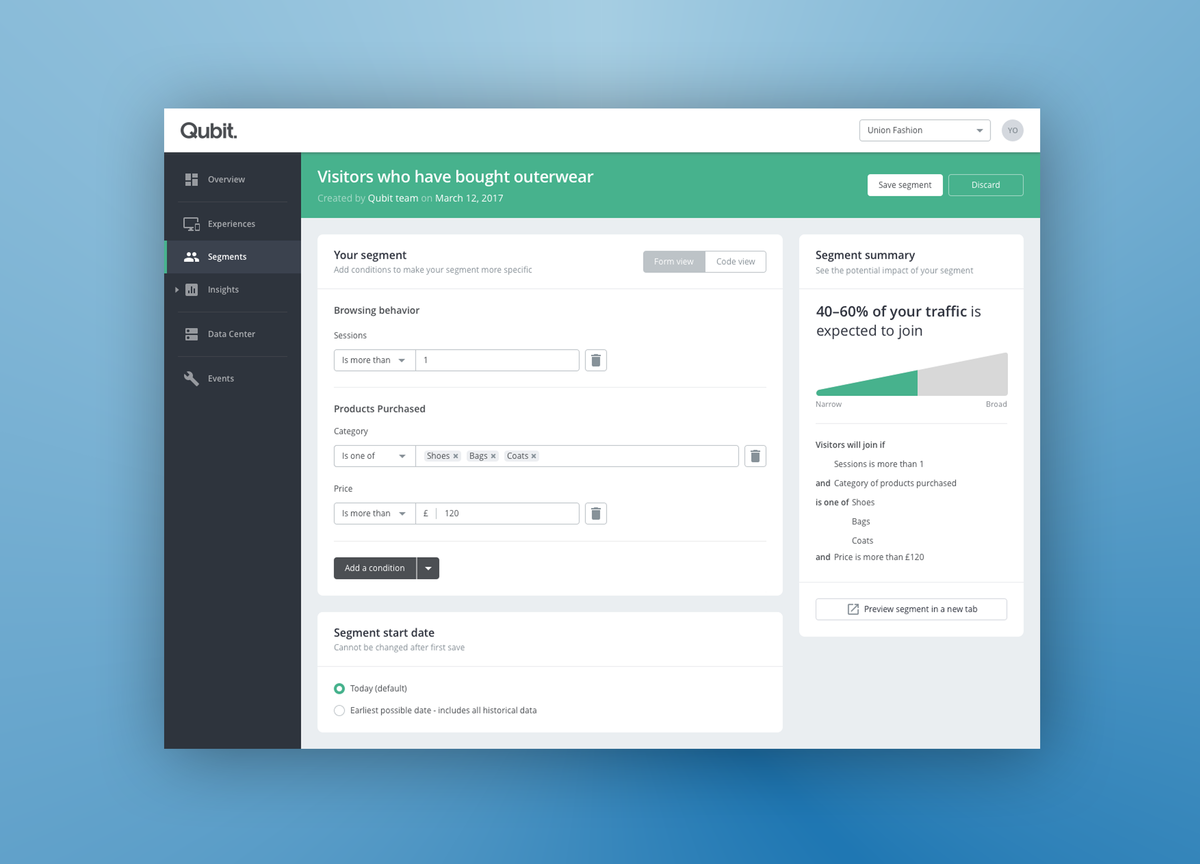 Qubit.
Union Fashion
YO
Overview
Experiences
Segments
Insights
Data Center
Events
Visitors who have bought outerwear
Created by Qubit team on March 12, 2017
Save segment
Discard
Your segment
Add conditions to make your segment more specific
Form view
Code view
Browsing behavior
Sessions
Is more than
1
Products Purchased
Category
Is one of
Shoes × Bags × Coats ×
Price
Is more than
£ 120
Add a condition
Segment start date
Cannot be changed after first save
Today (default)
Earliest possible date - includes all historical data
Segment summary
See the potential impact of your segment
40–60% of your traffic is
expected to join
Narrow
Broad
Visitors will join if
Sessions is more than 1
and Category of products purchased
is one of Shoes
Bags
Coats
and Price is more than £120
Preview segment in a new tab